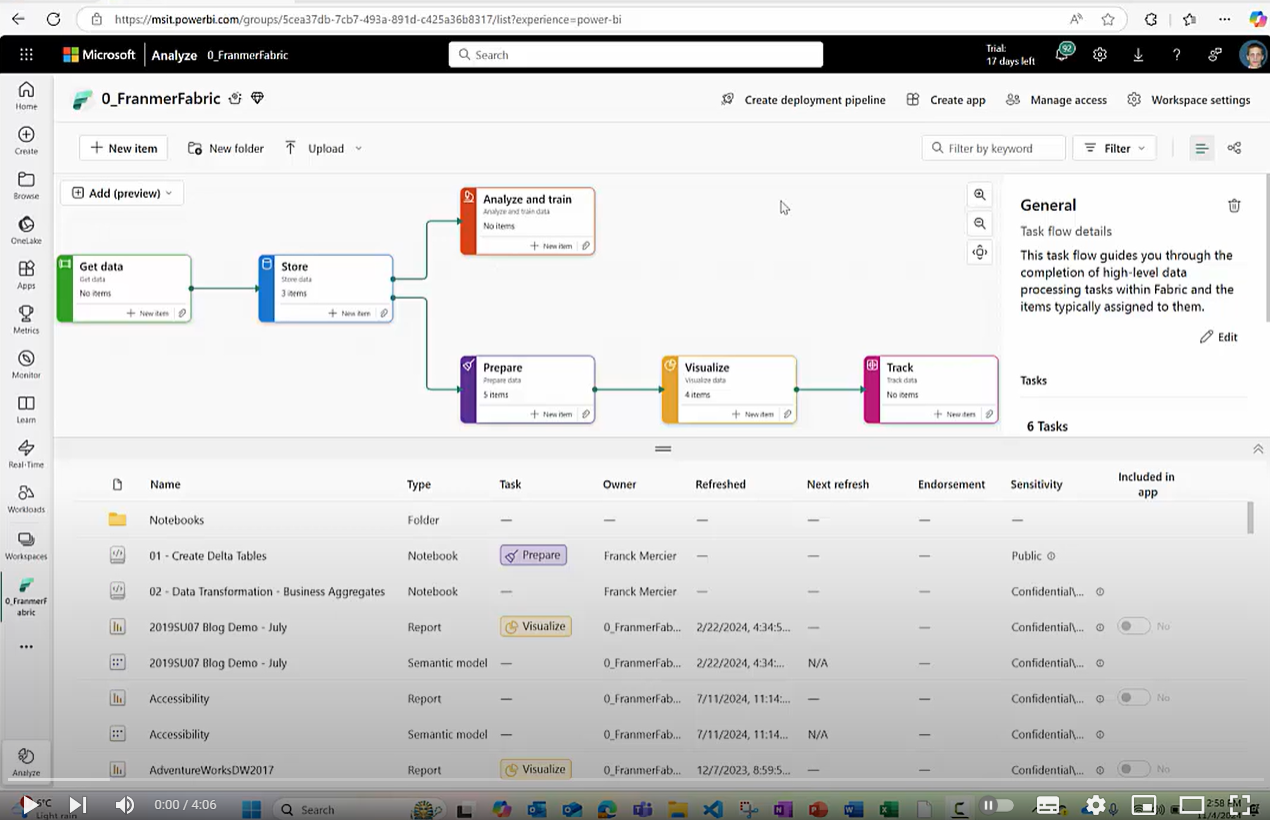 https://msit.powerbi.com/groups/5cea37db-7cb7-493a-891d-c425a36b8317/list?experience=power-bi
Microsoft Analyze 0_FranmerFabric
Search
Trial:
17 days left
92
Home
Create
Browse
OneLake
Apps
Metrics
Monitor
Learn
Real-Time
Workloads
Workspaces
0_FranmerF
abric
Analyze
0_FranmerFabric
Create deployment pipeline Create app Manage access Workspace settings
New item New folder Upload
Filter by keyword Filter
Add (preview)
Get data
Get data
No items
New item
Store
Store data
3 items
New item
Analyze and train
Analyze and train data
No items
New item
Prepare
Prepare data
5 items
New item
Visualize
Visualize data
4 items
New item
Track
Track data
No items
New item
General
Task flow details
This task flow guides you through the
completion of high-level data
processing tasks within Fabric and the
items typically assigned to them.
Edit
Tasks
6 Tasks
Name Type Task Owner Refreshed Next refresh Endorsement Sensitivity Included in
app
Notebooks Folder — — — — — —
01 - Create Delta Tables Notebook Prepare Franck Mercier — — — Public
02 - Data Transformation - Business Aggregates Notebook — Franck Mercier — — — Confidential\...
2019SU07 Blog Demo - July Report Visualize 0_FranmerFab... 2/22/2024, 4:34:5... — — Confidential\... No
2019SU07 Blog Demo - July Semantic model — 0_FranmerFab... 2/22/2024, 4:34:... N/A — Confidential\...
Accessibility Report — 0_FranmerFab... 7/11/2024, 11:14:... — — Confidential\... No
Accessibility Semantic model — 0_FranmerFab... 7/11/2024, 11:14... N/A — Confidential\...
AdventureWorksDW2017 Report Visualize 0_FranmerFab... 12/7/2023, 8:59:5... — — Confidential\... No
0:00 / 4:06
Light rain
Search
2:58 PM